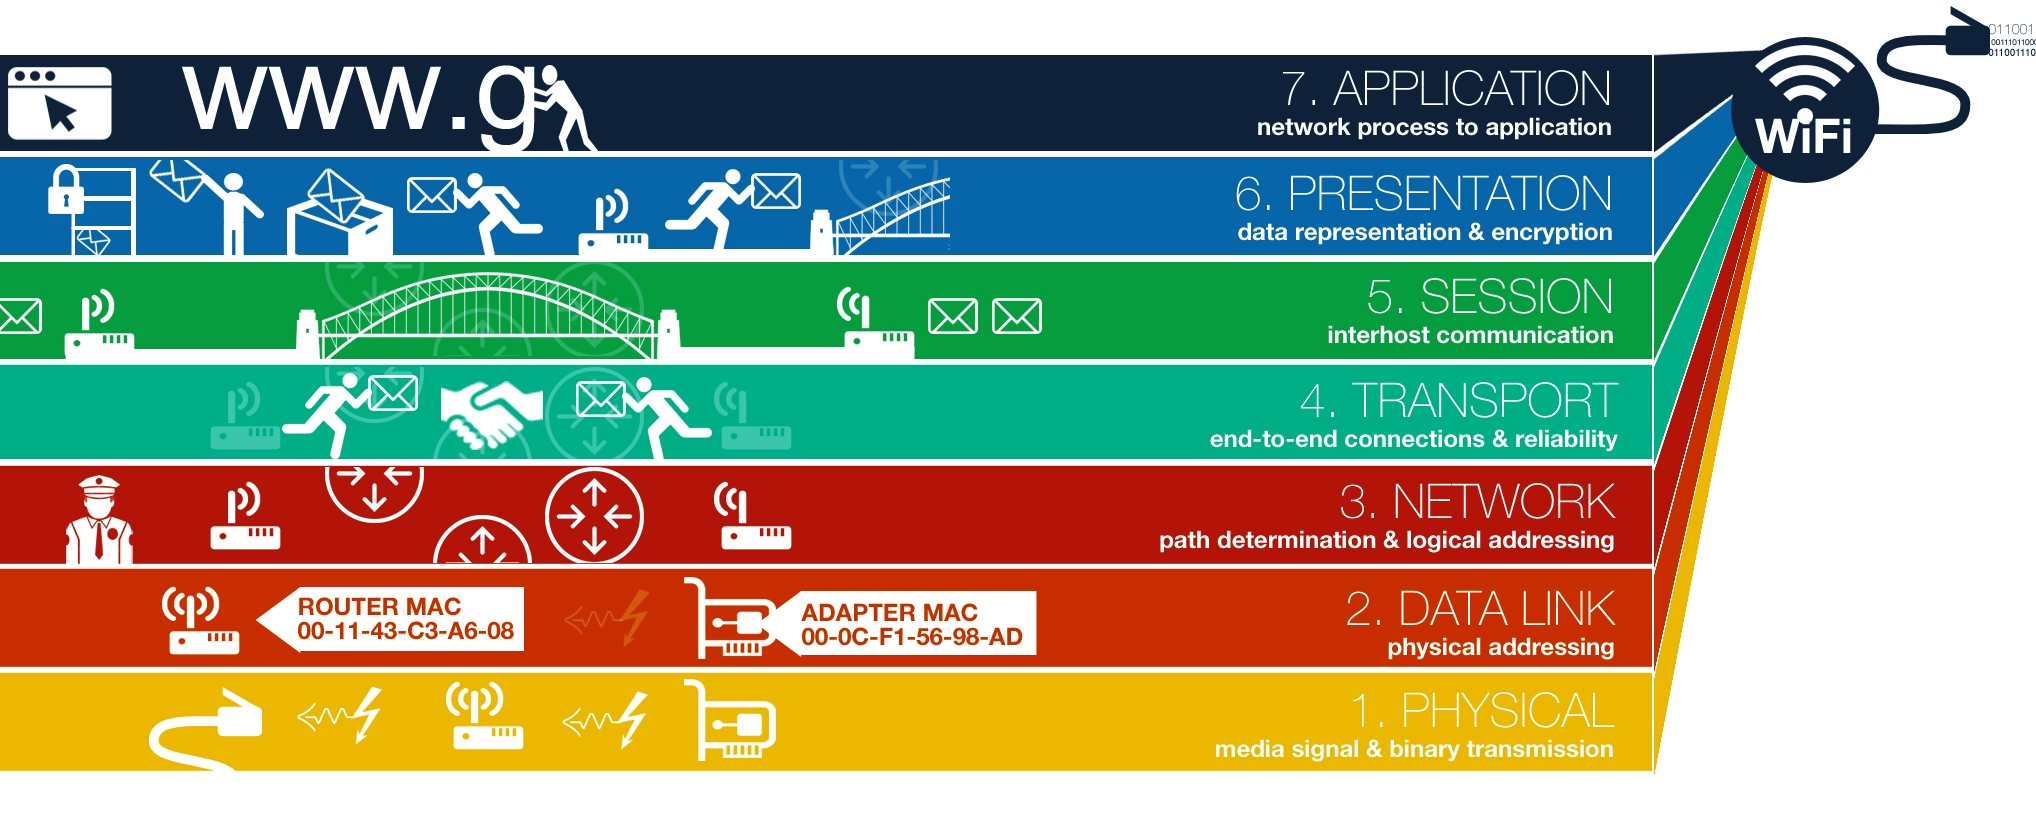 011001
0011101100
011001110
www.g
7. APPLICATION
network process to application
WiFi
6. PRESENTATION
data representation & encryption
5. SESSION
interhost communication
4. TRANSPORT
end-to-end connections & reliability
3. NETWORK
path determination & logical addressing
ROUTER MAC
00-11-43-C3-A6-08
ADAPTER MAC
00-0C-F1-56-98-AD
2. DATA LINK
physical addressing
1. PHYSICAL
media signal & binary transmission